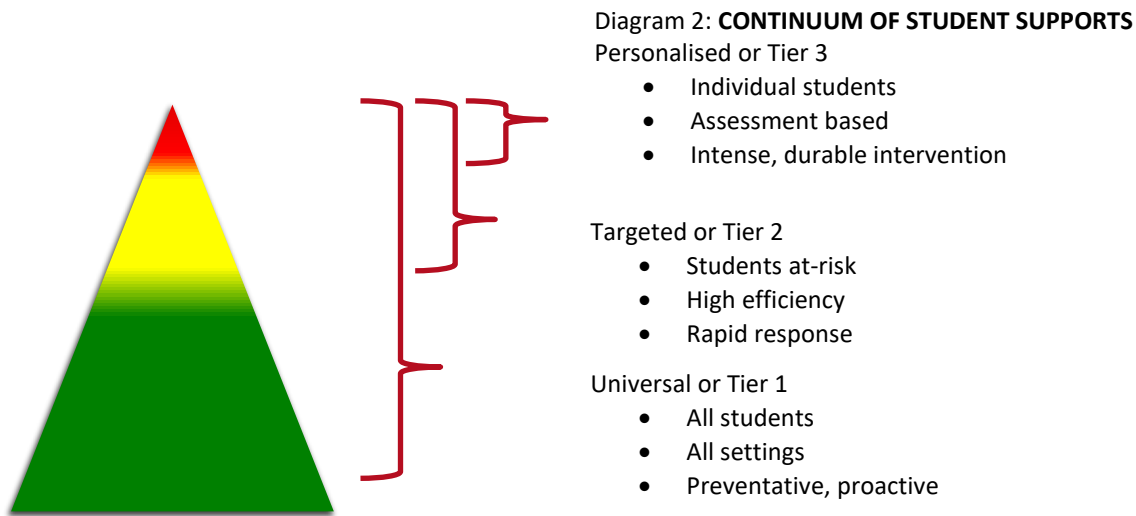 Diagram 2: CONTINUUM OF STUDENT SUPPORTS
Personalised or Tier 3
• Individual students
• Assessment based
• Intense, durable intervention
Targeted or Tier 2
• Students at-risk
• High efficiency
• Rapid response
Universal or Tier 1
• All students
• All settings
• Preventative, proactive